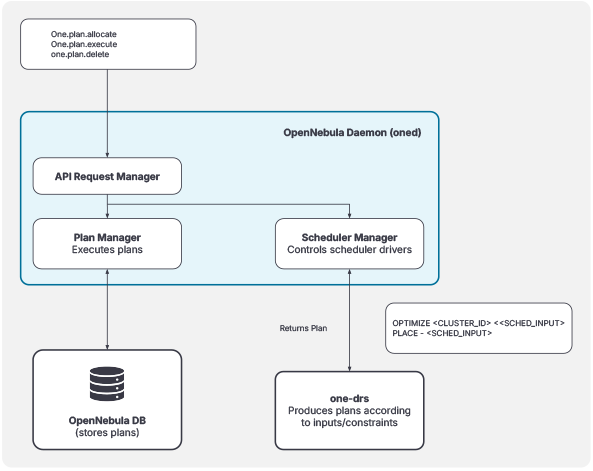 One.plan.allocate
One.plan.execute
one.plan.delete
OpenNebula Daemon (oned)
API Request Manager
Plan Manager
Executes plans
Scheduler Manager
Controls scheduler drivers
Returns Plan
OPTIMIZE <CLUSTER_ID> <<SCHED_INPUT>
PLACE - <SCHED_INPUT>
OpenNebula DB
(stores plans)
one-drs
Produces plans according
to inputs/constraints